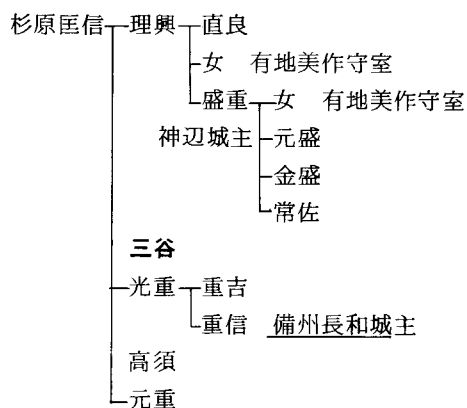 杉原匡信 理興 直良
女 有地美作守室
盛重 女 有地美作守室
神辺城主 元盛
金盛
常佐
三谷
光重 重吉
重信 備州長和城主
高須
元重